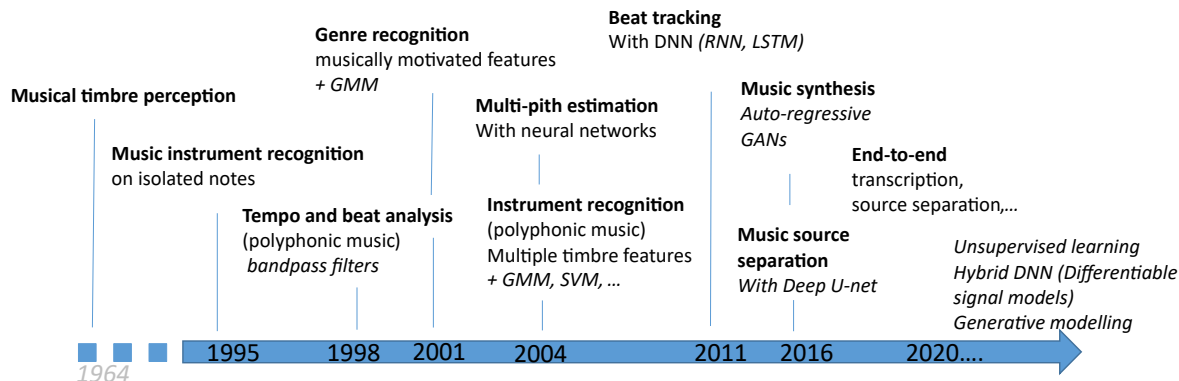 Musical timbre perception
Music instrument recognition
on isolated notes
Tempo and beat analysis
(polyphonic music)
bandpass filters
Genre recognition
musically motivated features
+ GMM
Multi-pith estimation
With neural networks
Instrument recognition
(polyphonic music)
Multiple timbre features
+ GMM, SVM, ...
Beat tracking
With DNN (RNN, LSTM)
Music synthesis
Auto-regressive
GANs
Music source
separation
With Deep U-net
End-to-end
transcription,
source separation,...
Unsupervised learning
Hybrid DNN (Differentiable
signal models)
Generative modelling
1964
1995
1998
2001
2004
2011
2016
2020....